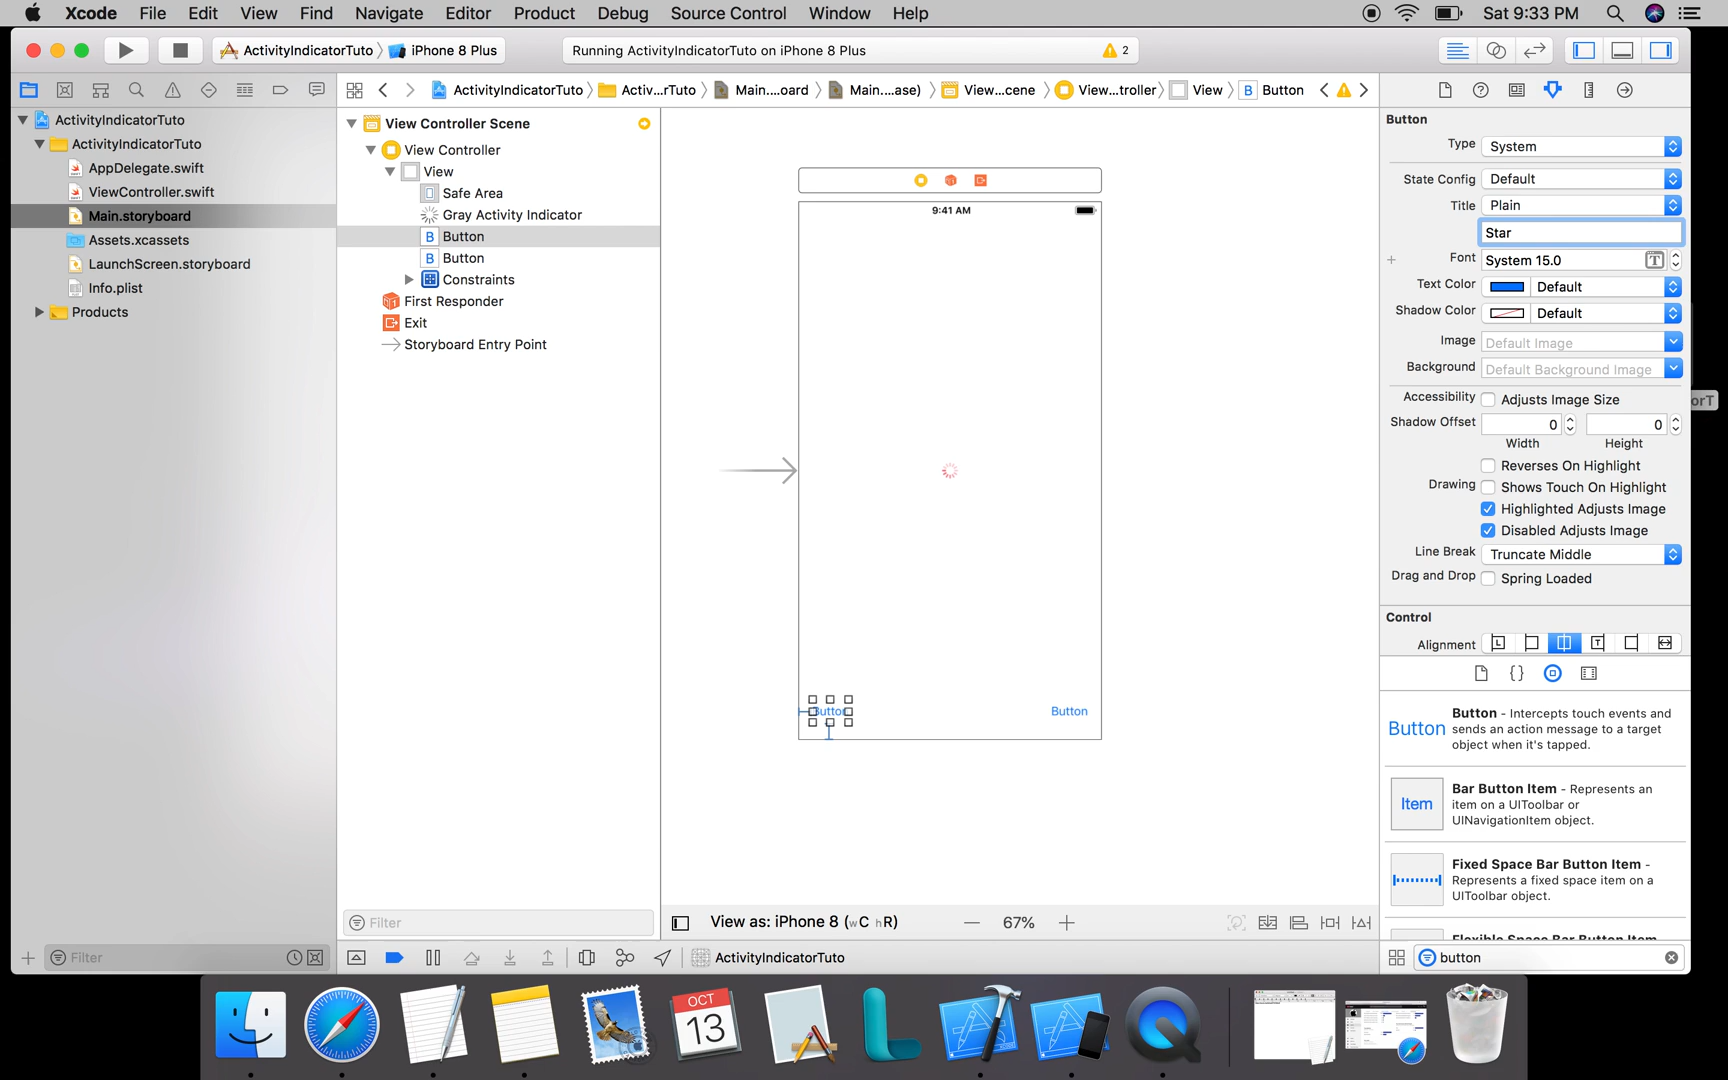 Xcode File Edit View Find Navigate Editor Product Debug Source Control Window Help Sat 9:33 PM
ActivityIndicatorTuto iPhone 8 Plus Running ActivityIndicatorTuto on iPhone 8 Plus 2
ActivityIndicatorTuto Activ...rTuto Main....oard Main....ase) View...cene View...troller View B Button
ActivityIndicatorTuto
ActivityIndicatorTuto
AppDelegate.swift
ViewController.swift
Main.storyboard
Assets.xcassets
LaunchScreen.storyboard
Info.plist
Products
Filter
View Controller Scene
View Controller
View
Safe Area
Gray Activity Indicator
B Button
B Button
Constraints
First Responder
Exit
Storyboard Entry Point
Filter
9:41 AM
Button
Button
View as: iPhone 8 (wC hR) 67%
ActivityIndicatorTuto
Button
Type System
State Config Default
Title Plain
Star
Font System 15.0
Text Color Default
Shadow Color Default
Image Default Image
Background Default Background Image
Accessibility Adjusts Image Size
orT
Shadow Offset 0 0
Width Height
Reverses On Highlight
Drawing Shows Touch On Highlight
Highlighted Adjusts Image
Disabled Adjusts Image
Line Break Truncate Middle
Drag and Drop Spring Loaded
Control
Alignment
Button
Button - Intercepts touch events and
sends an action message to a target
object when it's tapped.
Item
Bar Button Item - Represents an
item on a UIToolbar or
UINavigationItem object.
Fixed Space Bar Button Item -
Represents a fixed space item on a
UIToolbar object.
Flexible Space Bar Button Item
button
OCT
13